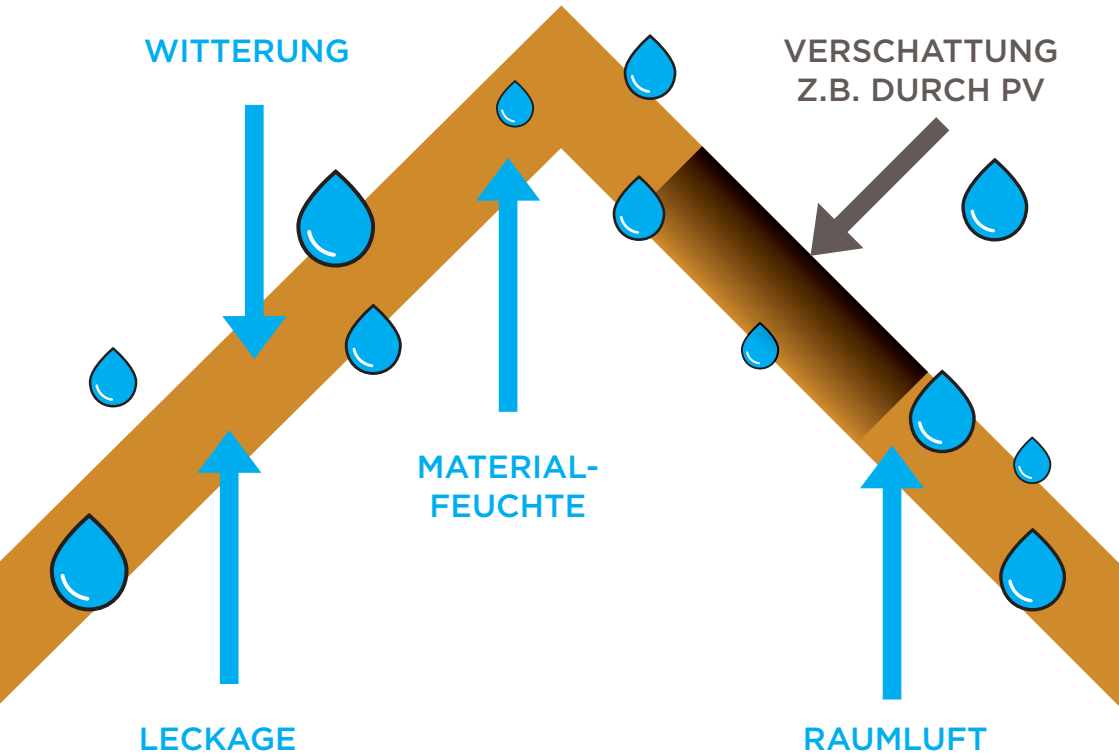 WITTERUNG
VERSCHATTUNG
Z.B. DURCH PV
MATERIAL-
FEUCHTE
LECKAGE
RAUMLUFT